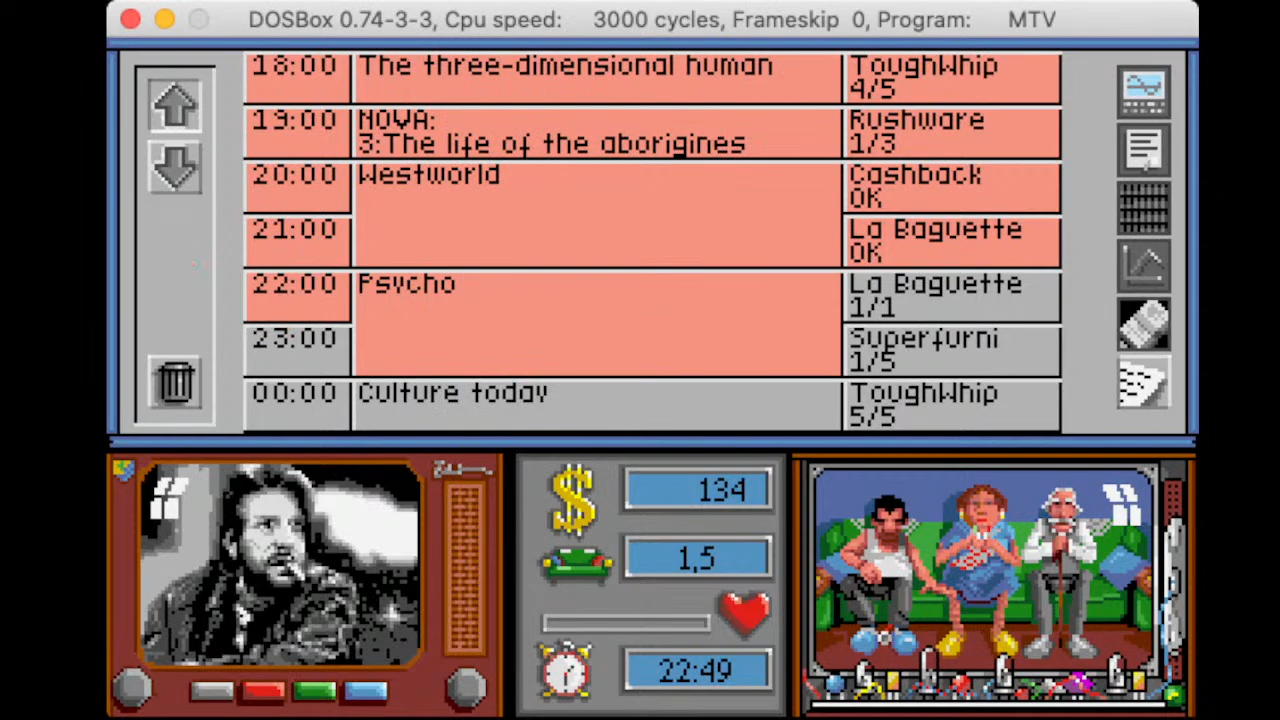 DOSBox 0.74-3-3, Cpu speed: 3000 cycles, Frameskip 0, Program: MTV
18:00 The three-dimensional human ToughWhip
4/5
19:00 NOVA: Rushware
3:The life of the aborigines 1/3
20:00 Westworld Cashback
OK
21:00 La Baguette
OK
22:00 Psycho La Baguette
1/1
23:00 Superfurni
1/5
00:00 Culture today ToughWhip
5/5
134
1,5
22:49